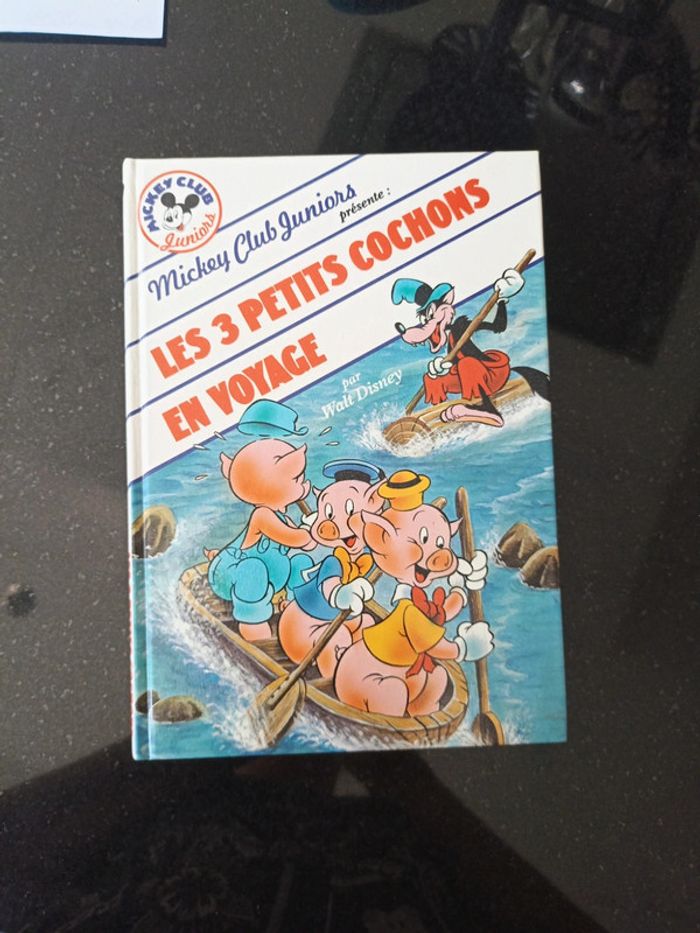 MICKEY CLUB
Juniors
Mickey Club Juniors
présente :
LES 3 PETITS COCHONS
EN VOYAGE
par
Walt Disney